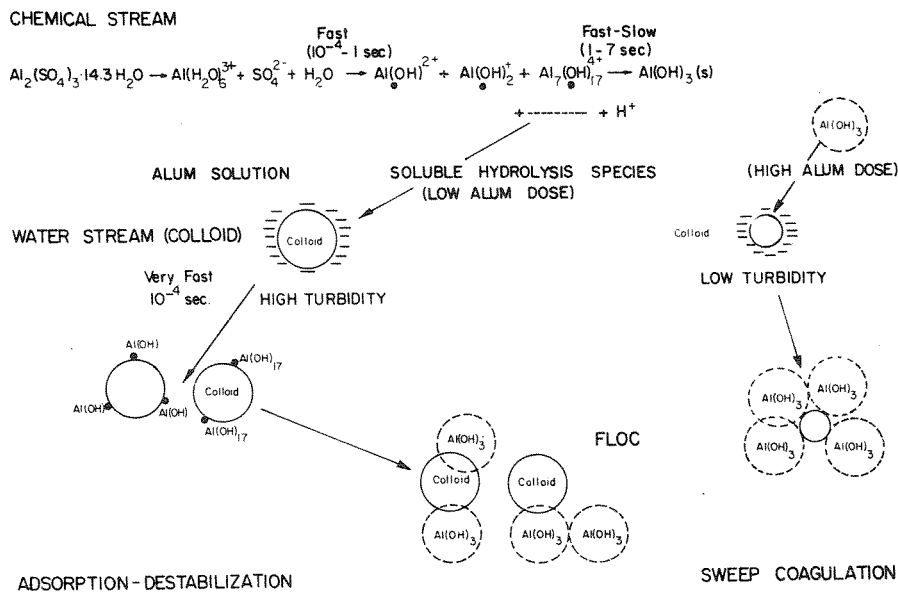 CHEMICAL STREAM
Fast
(10⁻⁴-1 sec)
Fast-Slow
(1-7 sec)
Al₂(SO₄)₃·14.3 H₂O → Al(H₂O)₆³⁺ + SO₄²⁻ + H₂O → Al(OH)²⁺ + Al(OH)₂⁺ + Al₇(OH)₁₇⁴⁺ → Al(OH)₃(s)
+ --------- + H⁺
Al(OH)₃
ALUM SOLUTION
SOLUBLE HYDROLYSIS SPECIES
(LOW ALUM DOSE)
(HIGH ALUM DOSE)
WATER STREAM (COLLOID)
Colloid
Colloid
Very Fast
10⁻⁴ sec.
HIGH TURBIDITY
LOW TURBIDITY
Al(OH)
Al(OH)
Al(OH)
Al(OH)₁₇
Colloid
Al(OH)₁₇
Al(OH)₃
Colloid
Al(OH)₃
Colloid
Al(OH)₃
Al(OH)₃
FLOC
Al(OH)₃
Al(OH)₃
Al(OH)₃
Al(OH)₃
ADSORPTION-DESTABILIZATION
SWEEP COAGULATION